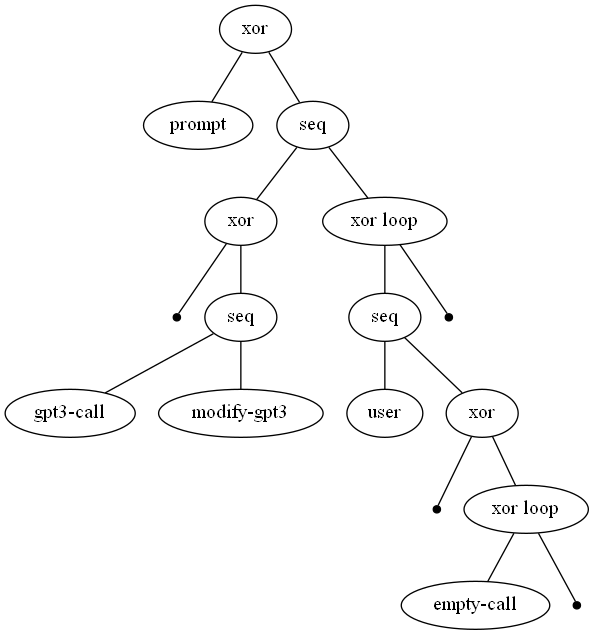 xor
prompt
seq
xor
xor loop
seq
seq
gpt3-call
modify-gpt3
user
xor
xor loop
empty-call